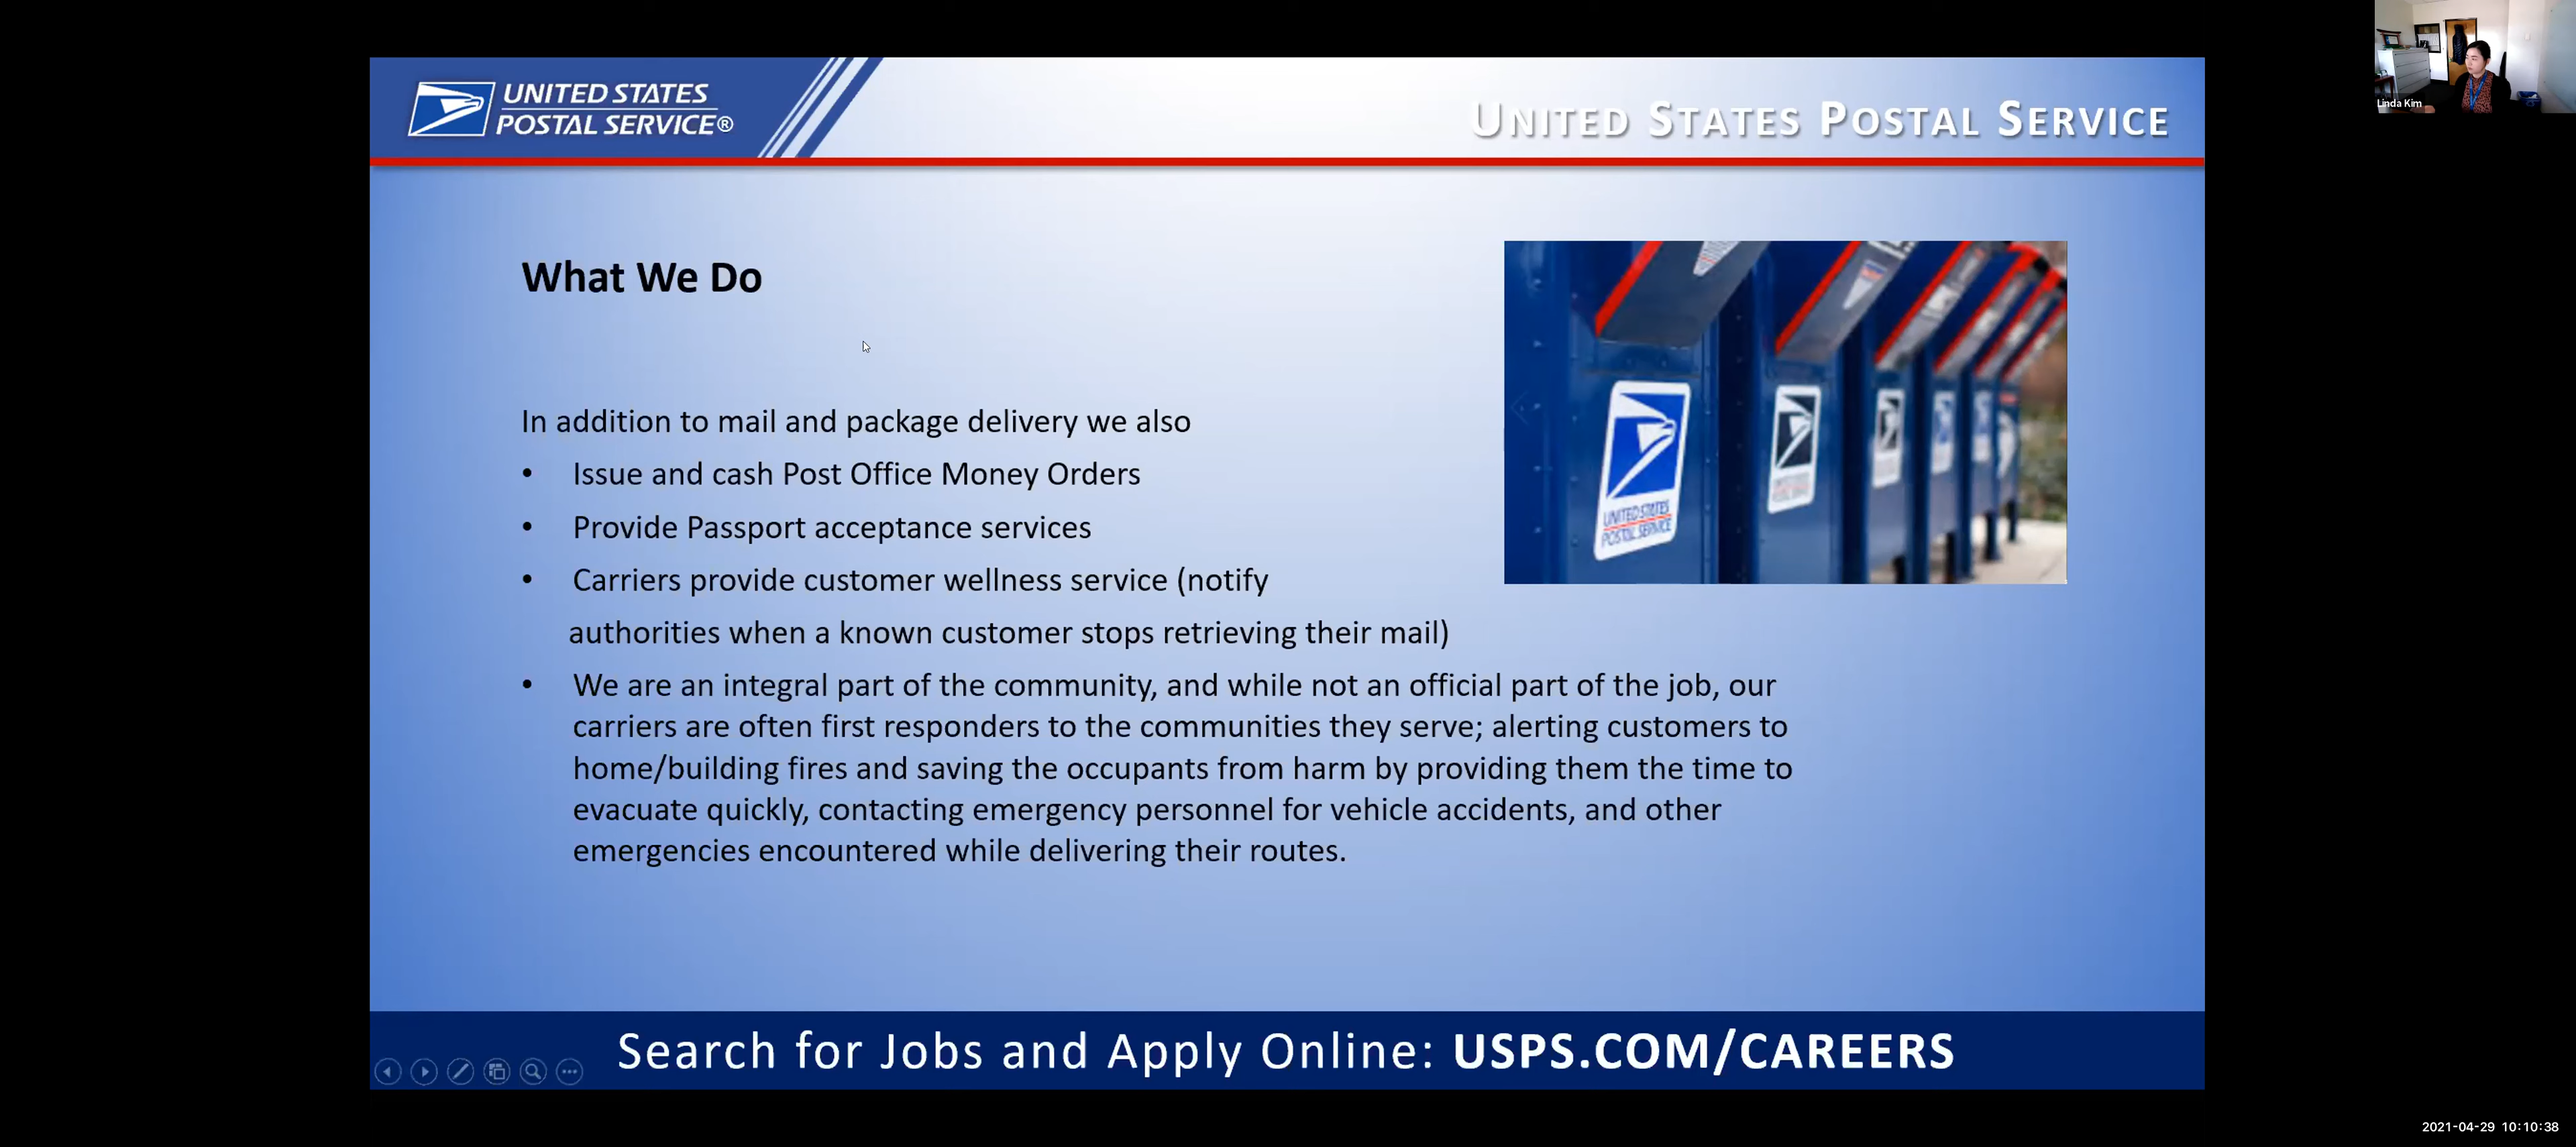 UNITED STATES
POSTAL SERVICE®
UNITED STATES POSTAL SERVICE
Linda Kim
What We Do
In addition to mail and package delivery we also
• Issue and cash Post Office Money Orders
• Provide Passport acceptance services
• Carriers provide customer wellness service (notify
authorities when a known customer stops retrieving their mail)
• We are an integral part of the community, and while not an official part of the job, our
carriers are often first responders to the communities they serve; alerting customers to
home/building fires and saving the occupants from harm by providing them the time to
evacuate quickly, contacting emergency personnel for vehicle accidents, and other
emergencies encountered while delivering their routes.
UNITED STATES
POSTAL SERVICE
Search for Jobs and Apply Online: USPS.COM/CAREERS
2021-04-29 10:10:38